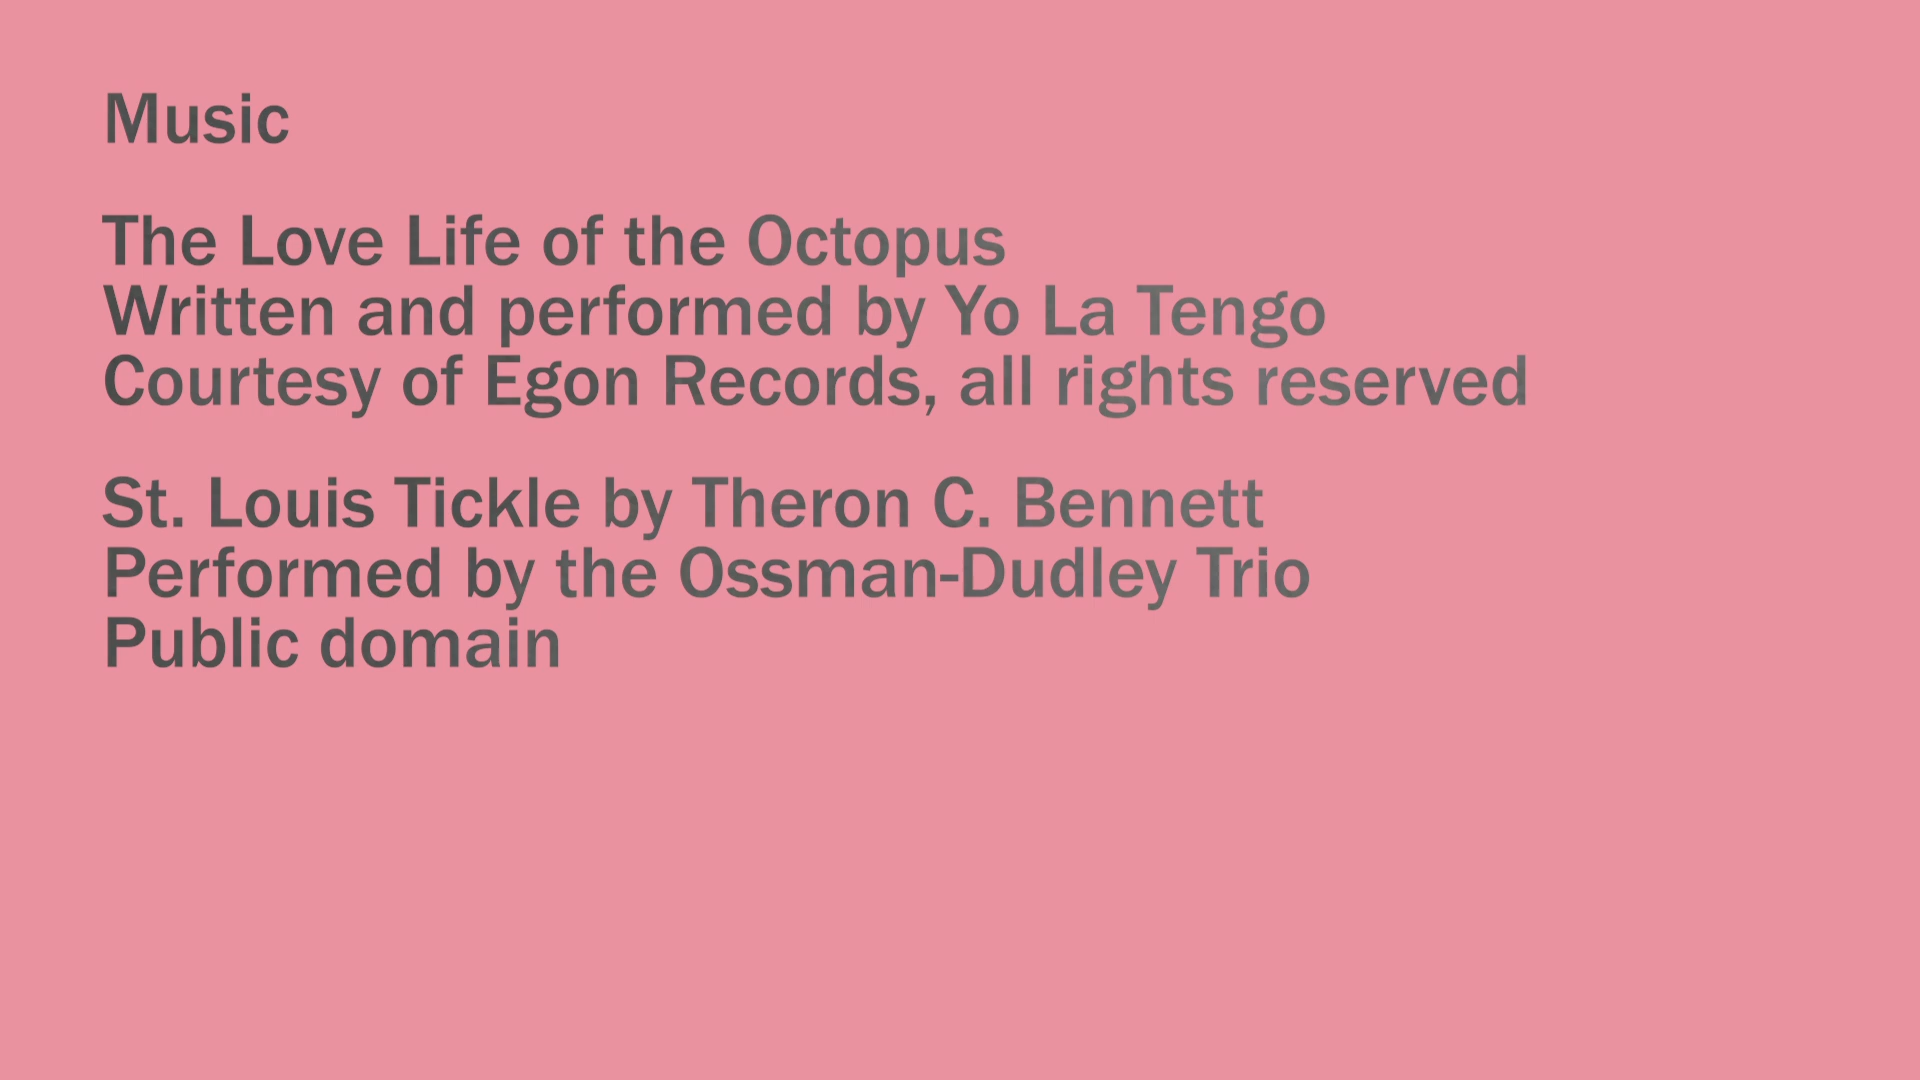 Music
The Love Life of the Octopus
Written and performed by Yo La Tengo
Courtesy of Egon Records, all rights reserved
St. Louis Tickle by Theron C. Bennett
Performed by the Ossman-Dudley Trio
Public domain